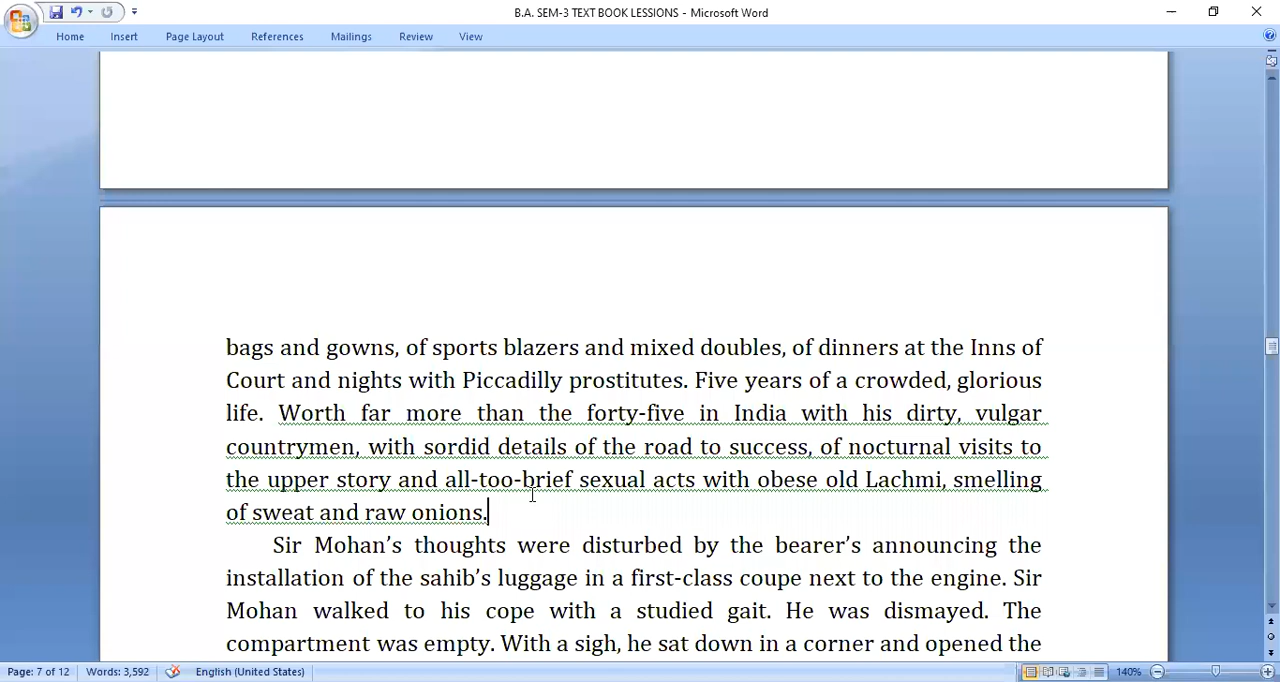 B.A. SEM-3 TEXT BOOK LESSIONS - Microsoft Word
Home Insert Page Layout References Mailings Review View
bags and gowns, of sports blazers and mixed doubles, of dinners at the Inns of
Court and nights with Piccadilly prostitutes. Five years of a crowded, glorious
life. Worth far more than the forty-five in India with his dirty, vulgar
countrymen, with sordid details of the road to success, of nocturnal visits to
the upper story and all-too-brief sexual acts with obese old Lachmi, smelling
of sweat and raw onions.
Sir Mohan’s thoughts were disturbed by the bearer’s announcing the
installation of the sahib’s luggage in a first-class coupe next to the engine. Sir
Mohan walked to his cope with a studied gait. He was dismayed. The
compartment was empty. With a sigh, he sat down in a corner and opened the
Page: 7 of 12 Words: 3,592 English (United States) 140%